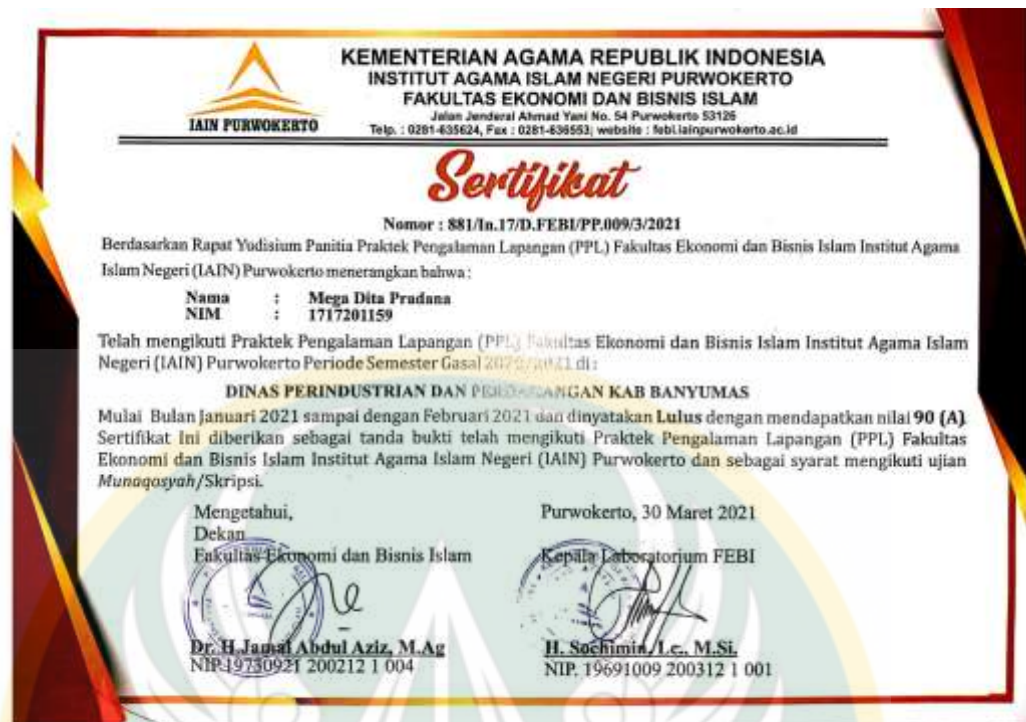 KEMENTERIAN AGAMA REPUBLIK INDONESIA
INSTITUT AGAMA ISLAM NEGERI PURWOKERTO
FAKULTAS EKONOMI DAN BISNIS ISLAM
Jalan Jenderal Ahmad Yani No. 54 Purwokerto 53126
Telp. : 0281-635624, Fax : 0281-636553; website : febi.iainpurwokerto.ac.id
IAIN PURWOKERTO
Sertifikat
Nomor : 881/In.17/D.FEBI/PP.009/3/2021
Berdasarkan Rapat Yudisium Panitia Praktek Pengalaman Lapangan (PPL) Fakultas Ekonomi dan Bisnis Islam Institut Agama
Islam Negeri (IAIN) Purwokerto menerangkan bahwa :
Nama : Mega Dita Pradana
NIM : 1717201159
Telah mengikuti Praktek Pengalaman Lapangan (PPL) Fakultas Ekonomi dan Bisnis Islam Institut Agama Islam
Negeri (IAIN) Purwokerto Periode Semester Gasal 2020/2021 di :
DINAS PERINDUSTRIAN DAN PERDAGANGAN KAB BANYUMAS
Mulai Bulan Januari 2021 sampai dengan Februari 2021 dan dinyatakan Lulus dengan mendapatkan nilai 90 (A)
Sertifikat Ini diberikan sebagai tanda bukti telah mengikuti Praktek Pengalaman Lapangan (PPL) Fakultas
Ekonomi dan Bisnis Islam Institut Agama Islam Negeri (IAIN) Purwokerto dan sebagai syarat mengikuti ujian
Munaqosyah/Skripsi.
Mengetahui,
Dekan
Fakultas Ekonomi dan Bisnis Islam
Dr. H. Jamal Abdul Aziz, M.Ag
NIP.19730921 200212 1 004
Purwokerto, 30 Maret 2021
Kepala Laboratorium FEBI
H. Sochimin, Lc., M.Si.
NIP. 19691009 200312 1 001